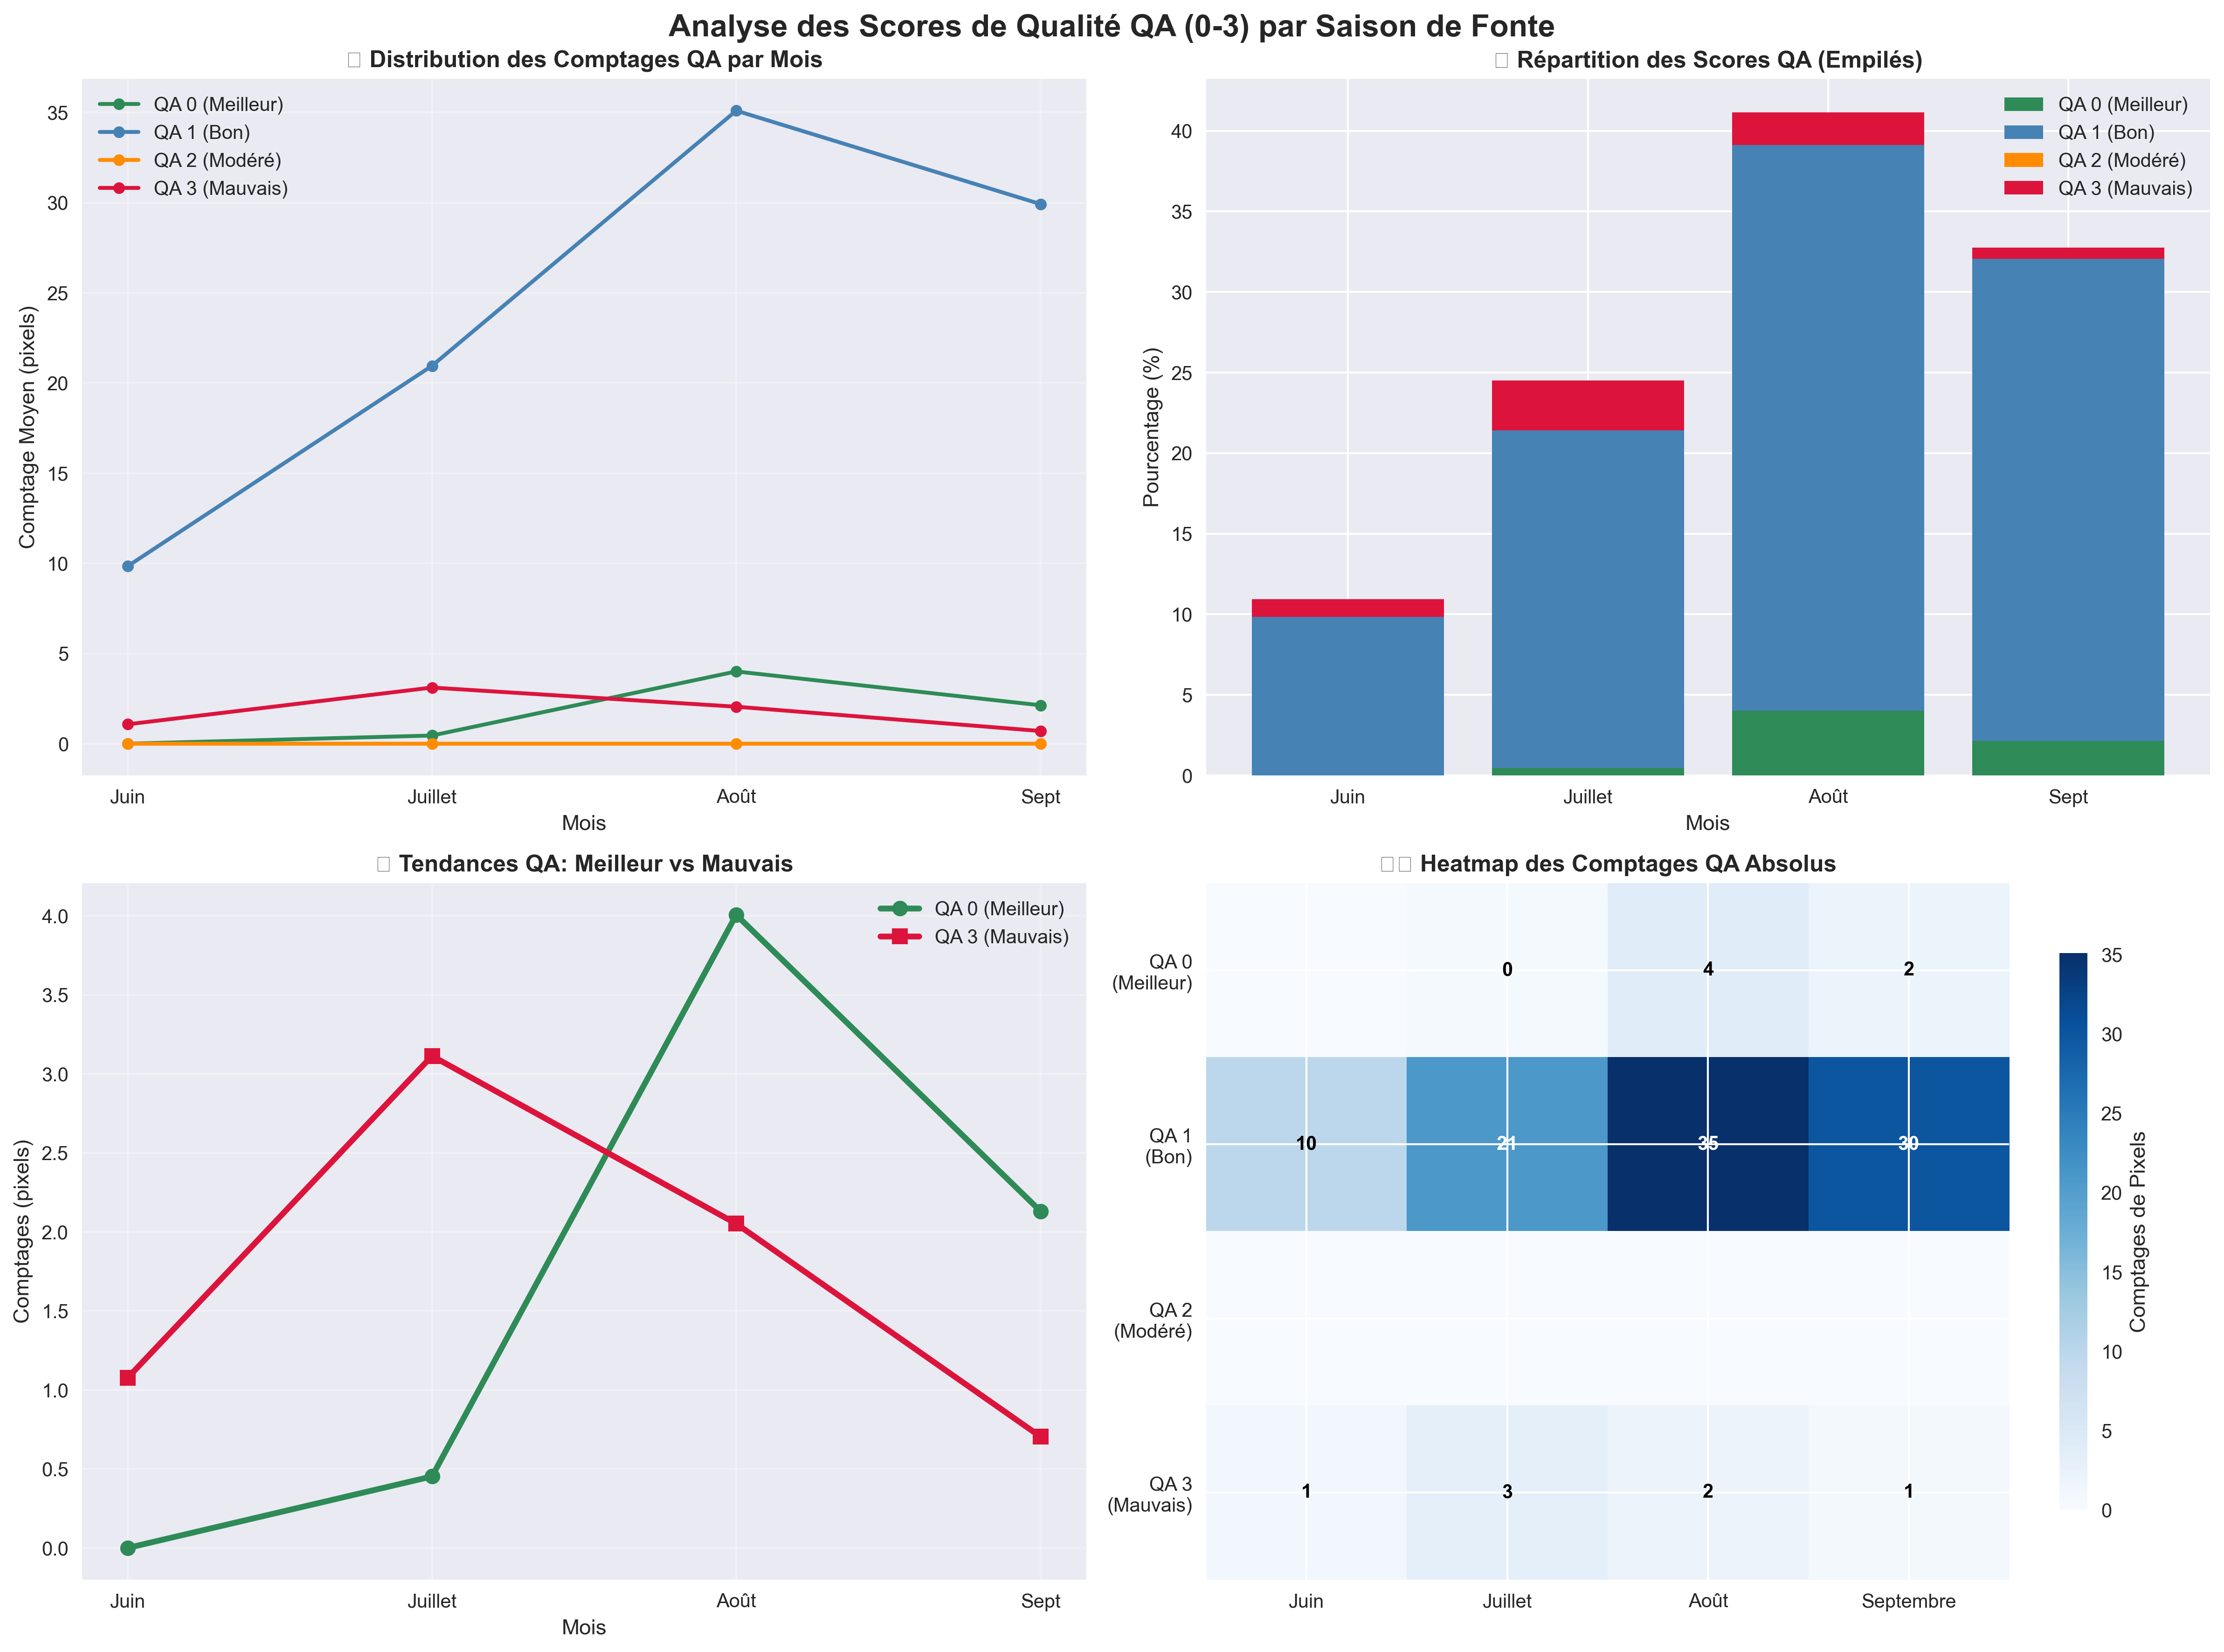 Analyse des Scores de Qualité QA (0-3) par Saison de Fonte
Distribution des Comptages QA par Mois
QA 0 (Meilleur)
QA 1 (Bon)
QA 2 (Modéré)
QA 3 (Mauvais)
Comptage Moyen (pixels)
35
30
25
20
15
10
5
0
Juin
Juillet
Août
Sept
Mois
Répartition des Scores QA (Empilés)
QA 0 (Meilleur)
QA 1 (Bon)
QA 2 (Modéré)
QA 3 (Mauvais)
Pourcentage (%)
40
35
30
25
20
15
10
5
0
Juin
Juillet
Août
Sept
Mois
Tendances QA: Meilleur vs Mauvais
QA 0 (Meilleur)
QA 3 (Mauvais)
Comptages (pixels)
4.0
3.5
3.0
2.5
2.0
1.5
1.0
0.5
0.0
Juin
Juillet
Août
Sept
Mois
Heatmap des Comptages QA Absolus
QA 0
(Meilleur)
0 4 2
QA 1
(Bon)
10 21 35 30
QA 2
(Modéré)
QA 3
(Mauvais)
1 3 2 1
Juin
Juillet
Août
Septembre
35
30
25
20
15
10
5
0
Comptages de Pixels